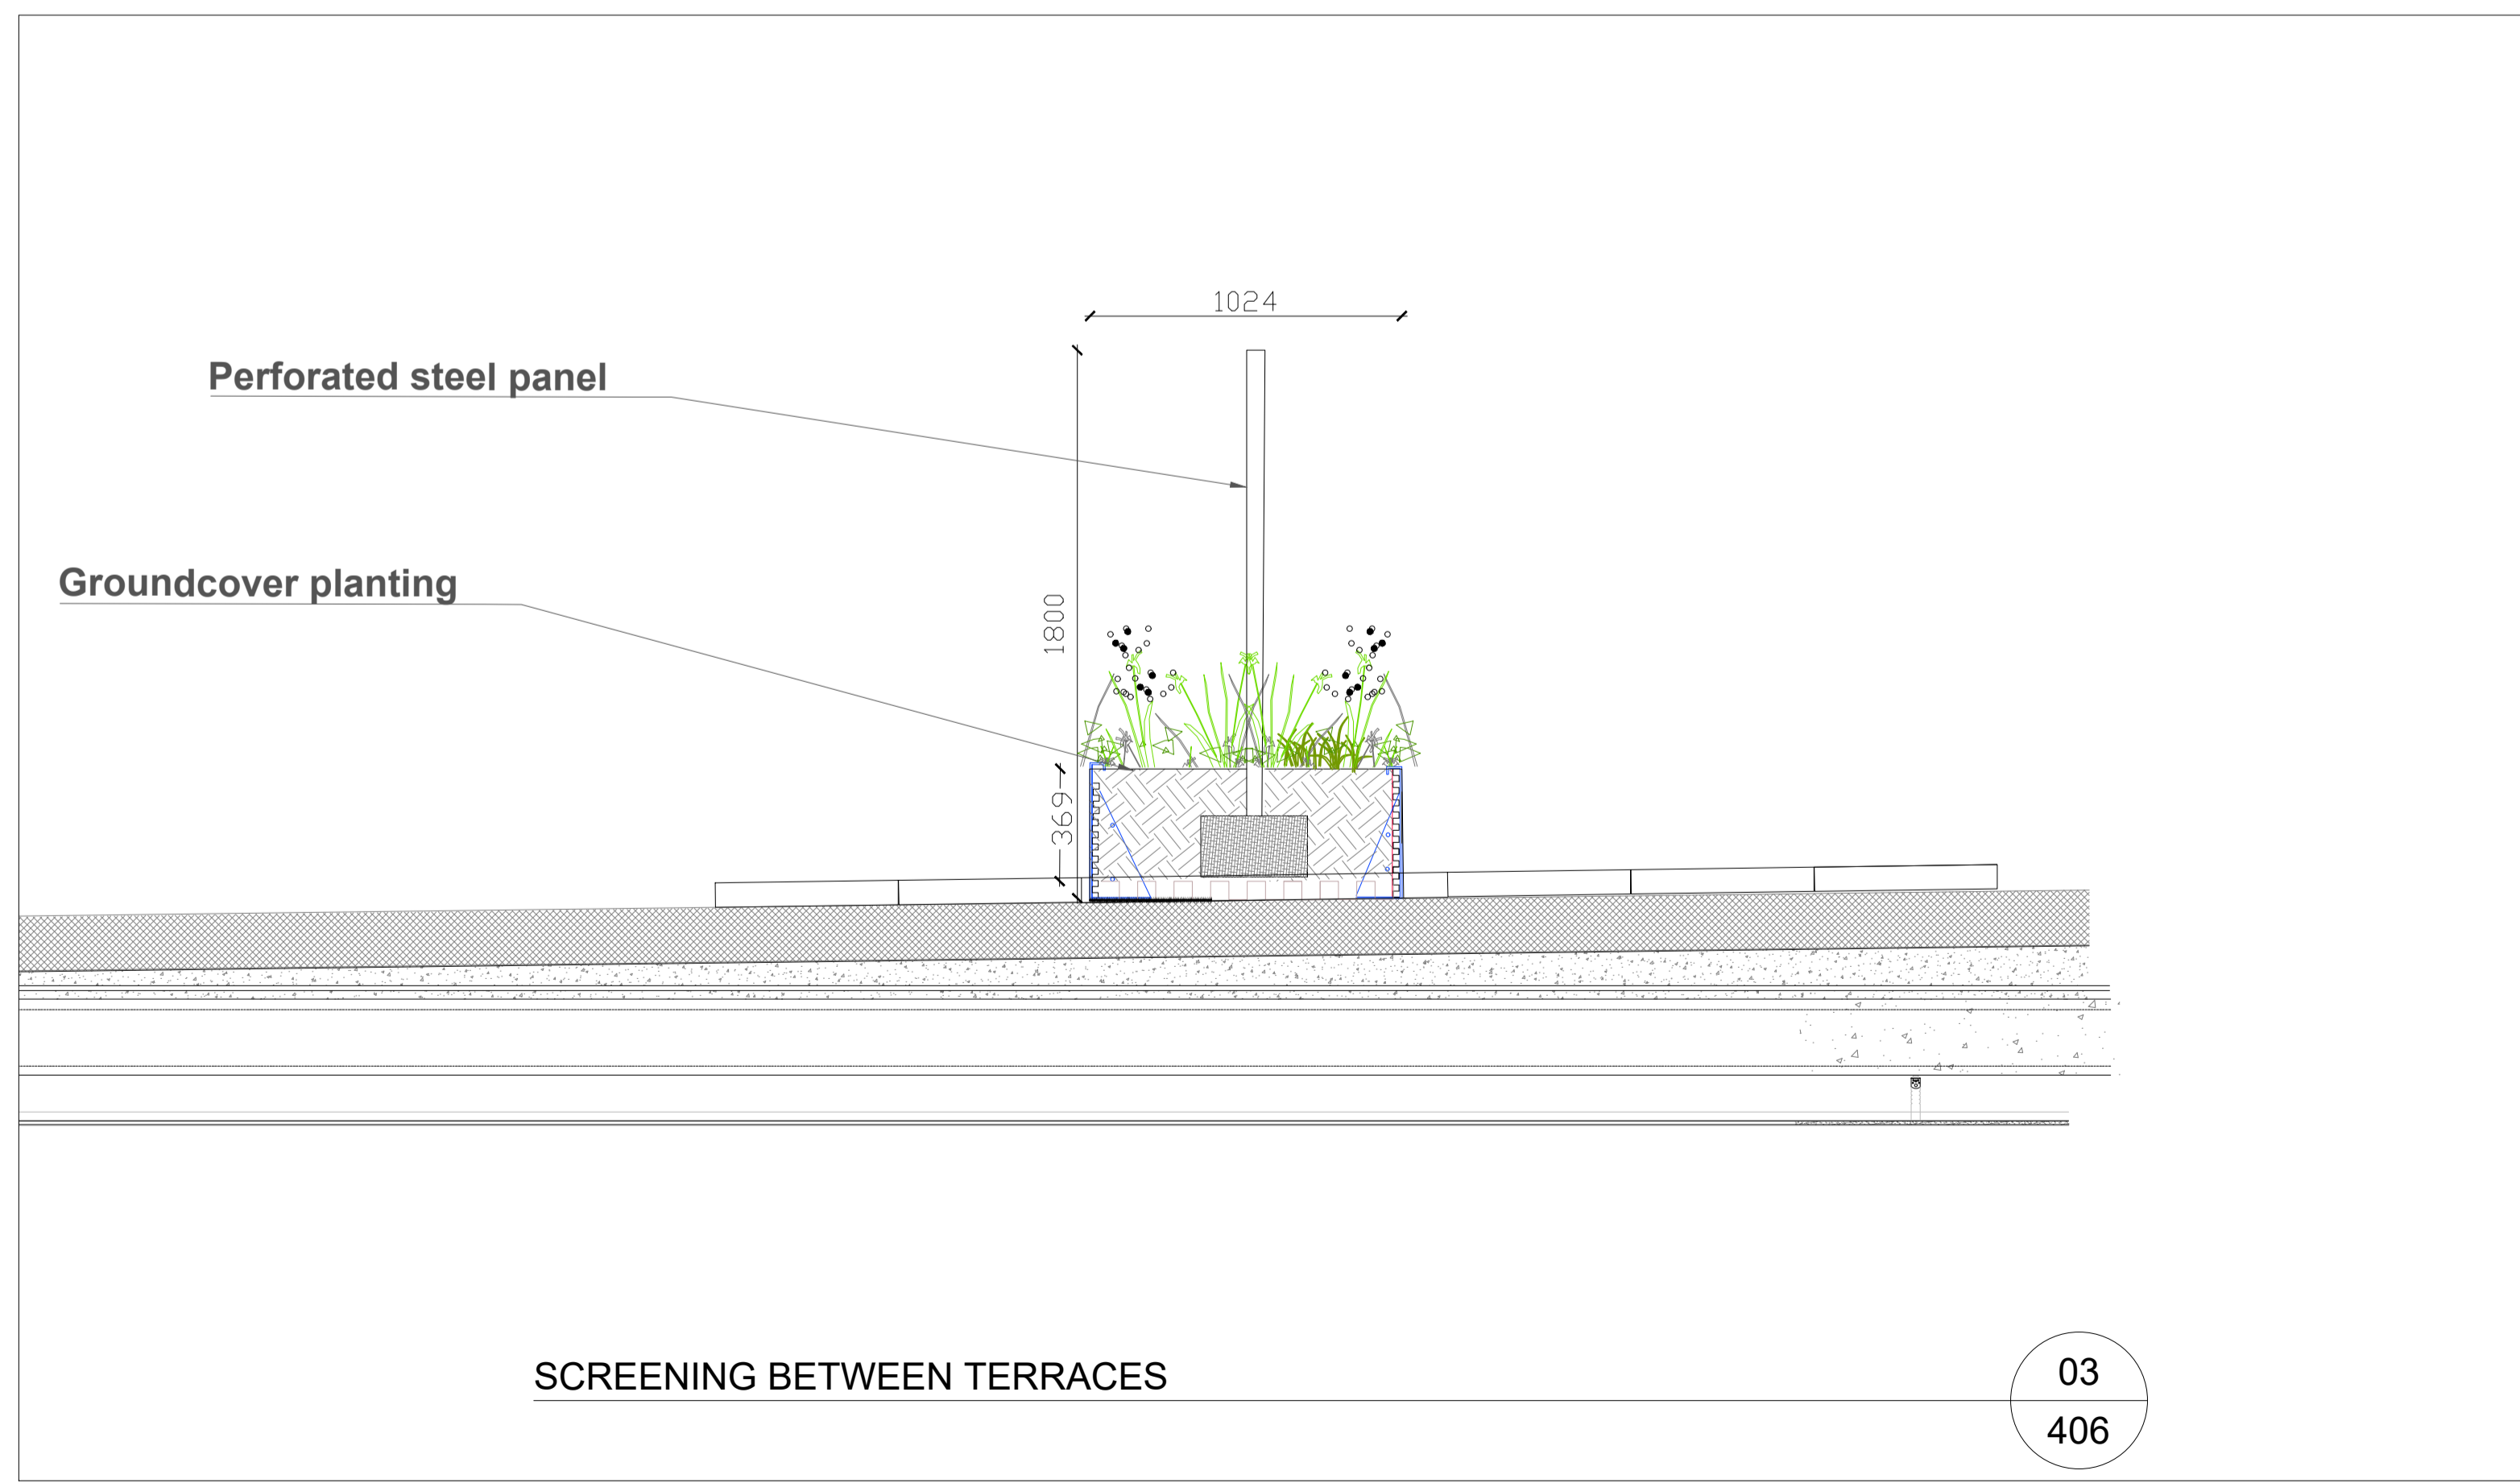 1024
Perforated steel panel
Groundcover planting
1800
369
SCREENING BETWEEN TERRACES
03
406